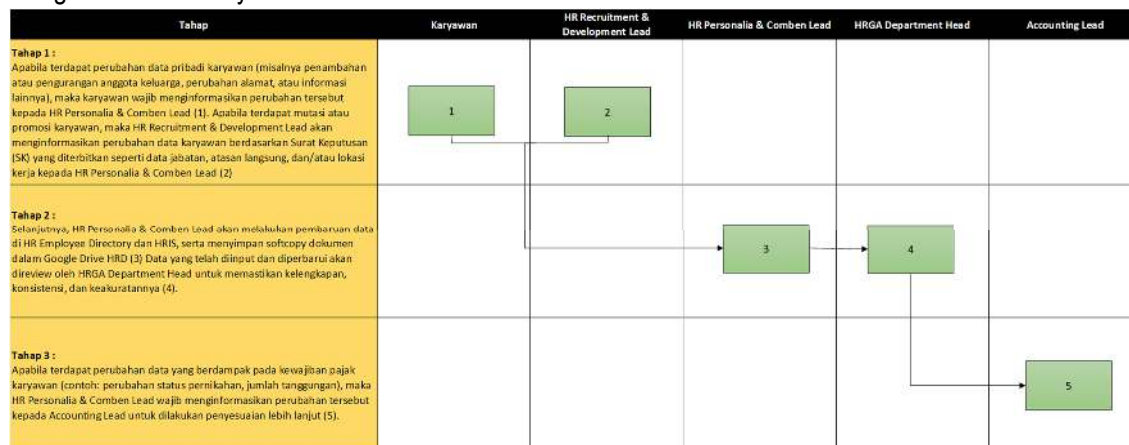 Tahap
Karyawan
HR Recruitment &
Development Lead
HR Personalia & Comben Lead
HRGA Department Head
Accounting Lead
Tahap 1 :
Apabila terdapat perubahan data pribadi karyawan (misalnya penambahan
atau pengurangan anggota keluarga, perubahan alamat, atau informasi
lainnya), maka karyawan wajib menginformasikan perubahan tersebut
kepada HR Personalia & Comben Lead (1). Apabila terdapat mutasi atau
promosi karyawan, maka HR Recruitment & Development Lead akan
menginformasikan perubahan data karyawan berdasarkan Surat Keputusan
(SK) yang diterbitkan seperti data jabatan, atasan langsung, dan/atau lokasi
kerja kepada HR Personalia & Comben Lead (2)
1
2
Tahap 2 :
Selanjutnya, HR Personalia & Comben Lead akan melakukan pembaruan data
di HR Employee Directory dan HRIS, serta menyimpan softcopy dokumen
dalam Google Drive HRD (3) Data yang telah diinput dan diperbarui akan
direview oleh HRGA Department Head untuk memastikan kelengkapan,
konsistensi, dan keakuratannya (4).
3
4
Tahap 3 :
Apabila terdapat perubahan data yang berdampak pada kewajiban pajak
karyawan (contoh: perubahan status pernikahan, jumlah tanggungan), maka
HR Personalia & Comben Lead wajib menginformasikan perubahan tersebut
kepada Accounting Lead untuk dilakukan penyesuaian lebih lanjut (5).
5